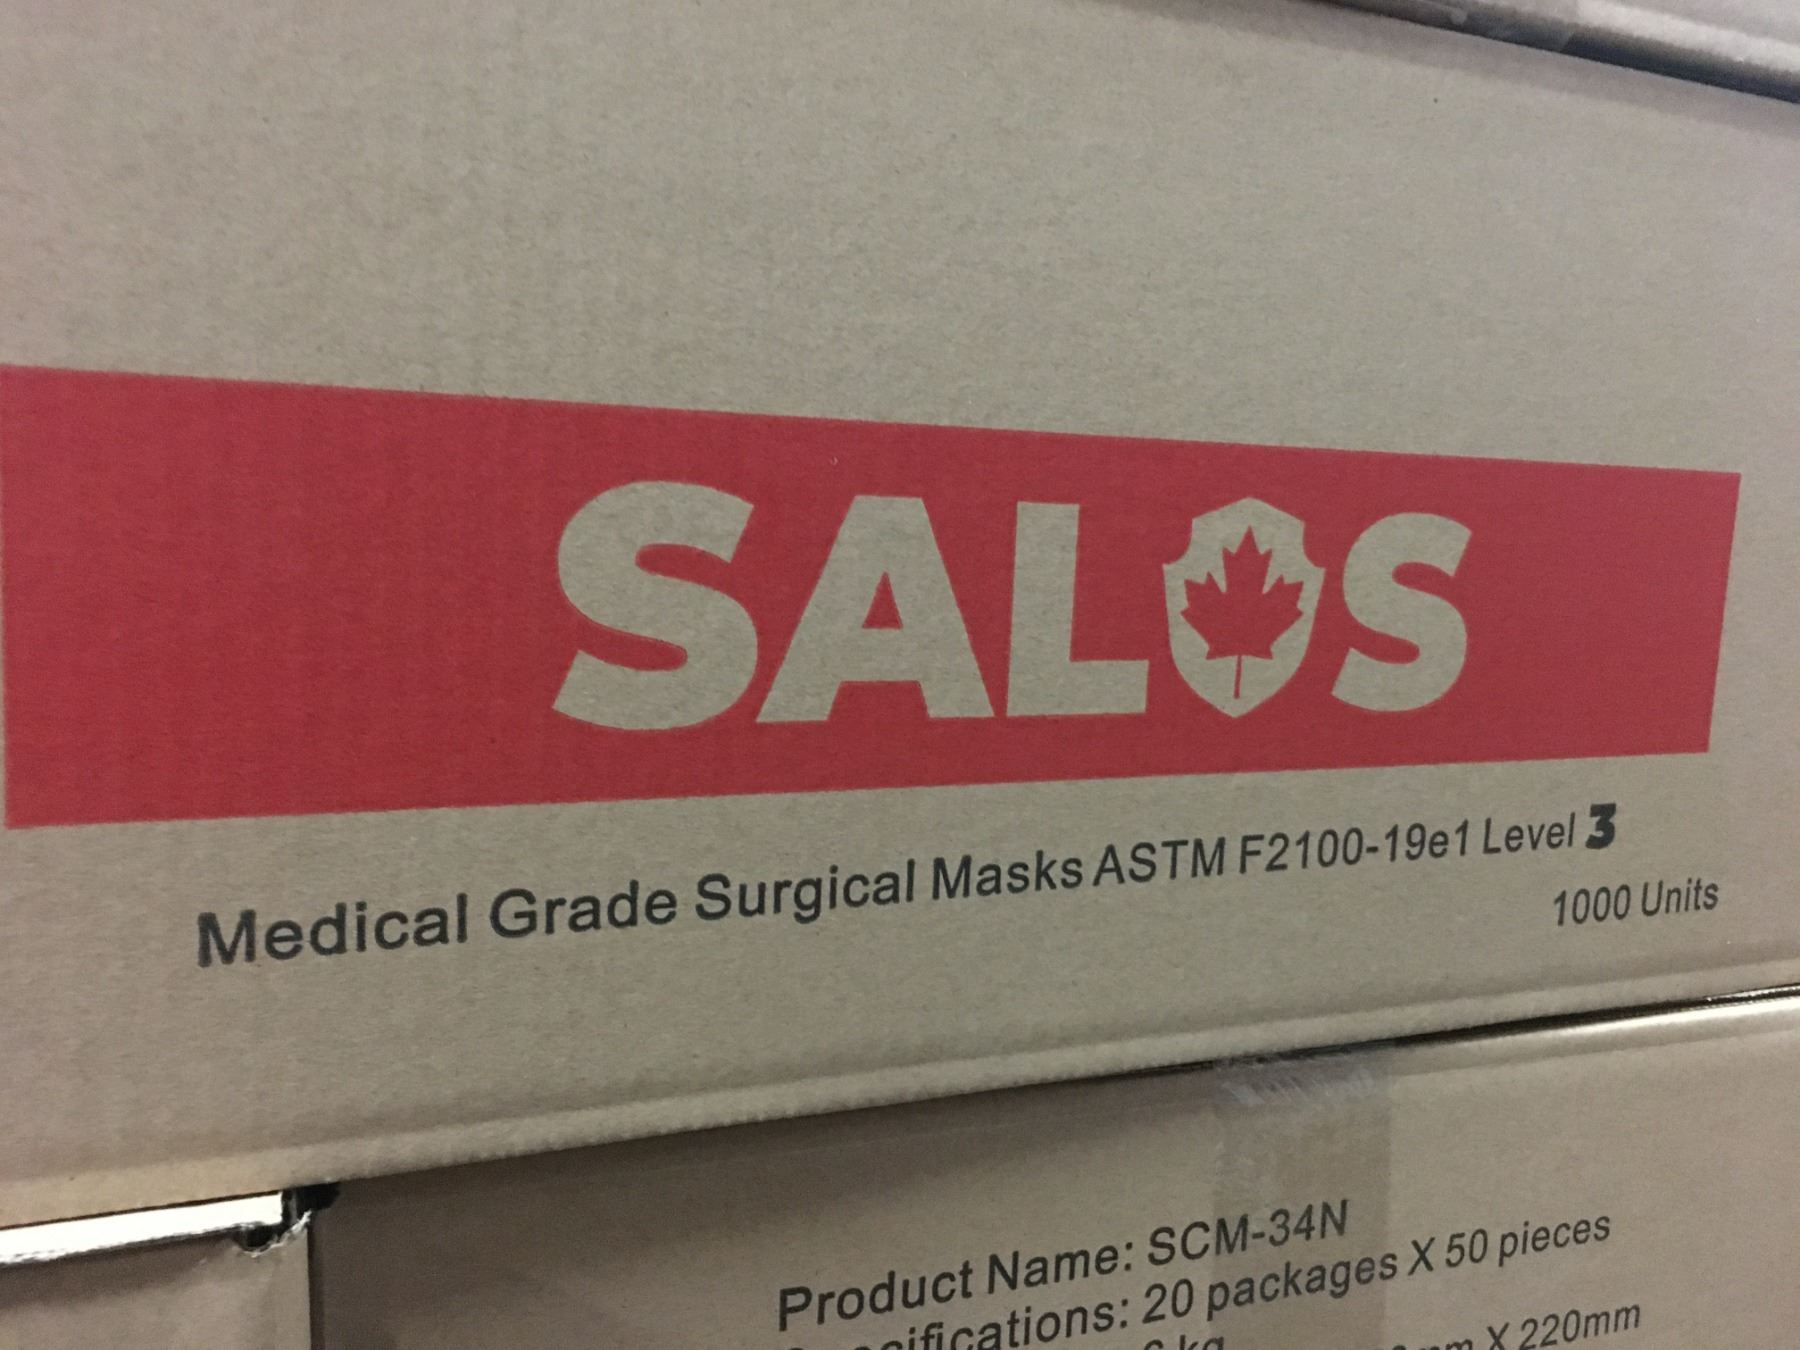 SALOS
Medical Grade Surgical Masks ASTM F2100-19e1 Level 3
1000 Units
Product Name: SCM-34N
20 packages X 50 pieces
X 220mm